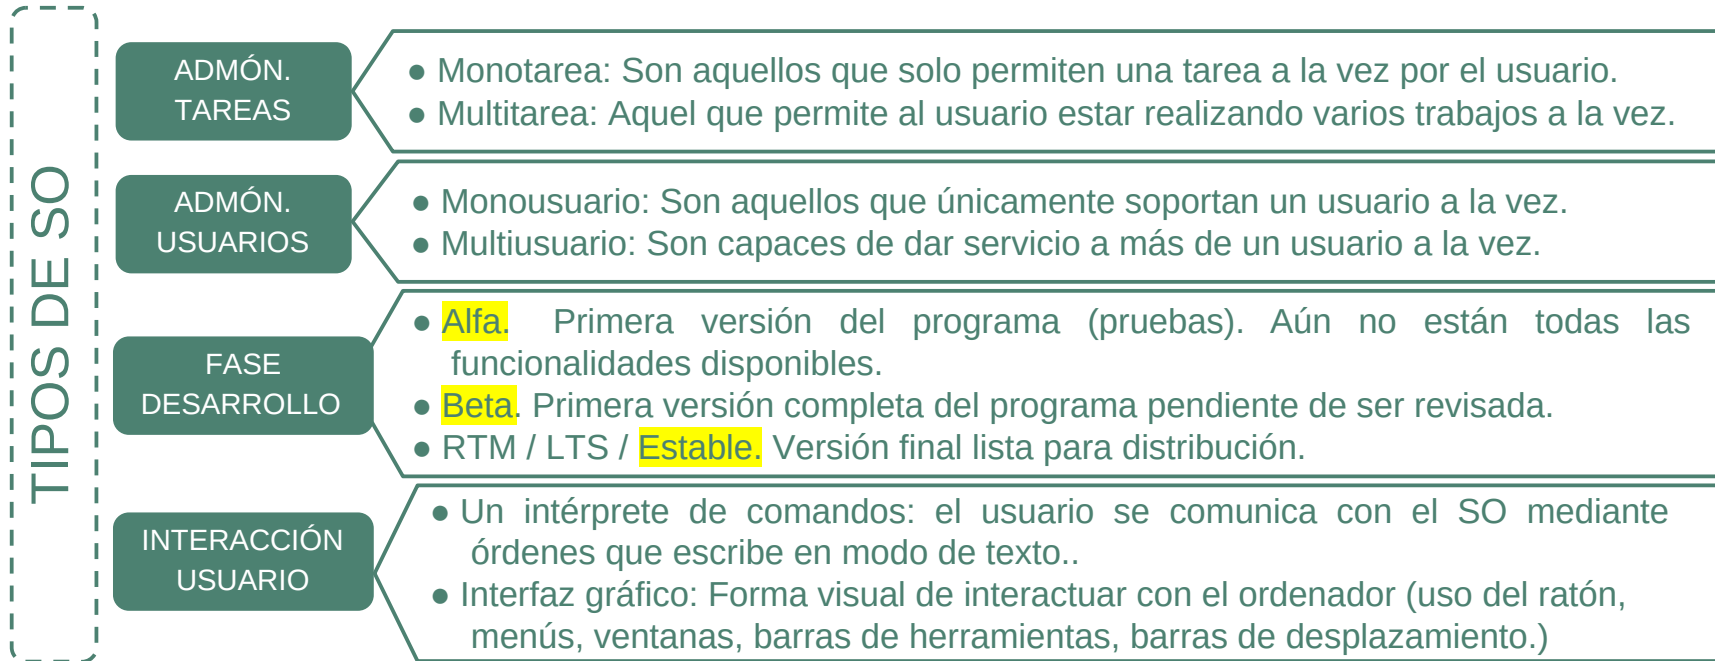 TIPOS DE SO
ADMÓN.
TAREAS
● Monotarea: Son aquellos que solo permiten una tarea a la vez por el usuario.
● Multitarea: Aquel que permite al usuario estar realizando varios trabajos a la vez.
ADMÓN.
USUARIOS
● Monousuario: Son aquellos que únicamente soportan un usuario a la vez.
● Multiusuario: Son capaces de dar servicio a más de un usuario a la vez.
FASE
DESARROLLO
● Alfa. Primera versión del programa (pruebas). Aún no están todas las
funcionalidades disponibles.
● Beta. Primera versión completa del programa pendiente de ser revisada.
● RTM / LTS / Estable. Versión final lista para distribución.
INTERACCIÓN
USUARIO
● Un intérprete de comandos: el usuario se comunica con el SO mediante
órdenes que escribe en modo de texto..
● Interfaz gráfico: Forma visual de interactuar con el ordenador (uso del ratón,
menús, ventanas, barras de herramientas, barras de desplazamiento.)